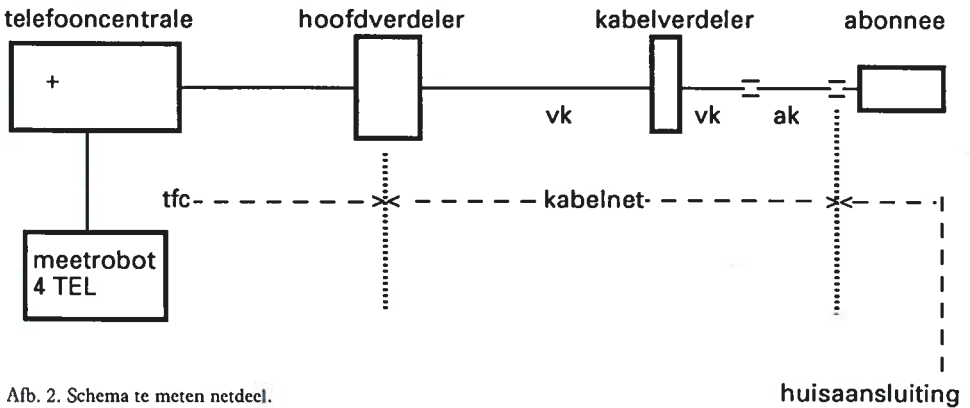 telefooncentrale hoofdverdeler kabelverdeler abonnee
+
vk vk ak
tfc kabelnet
meetrobot
4 TEL
Afb. 2. Schema te meten netdeel.
huisaansluiting